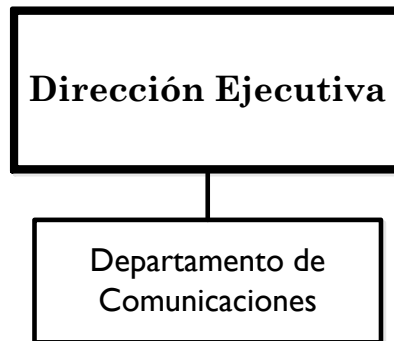 Dirección Ejecutiva
Departamento de
Comunicaciones